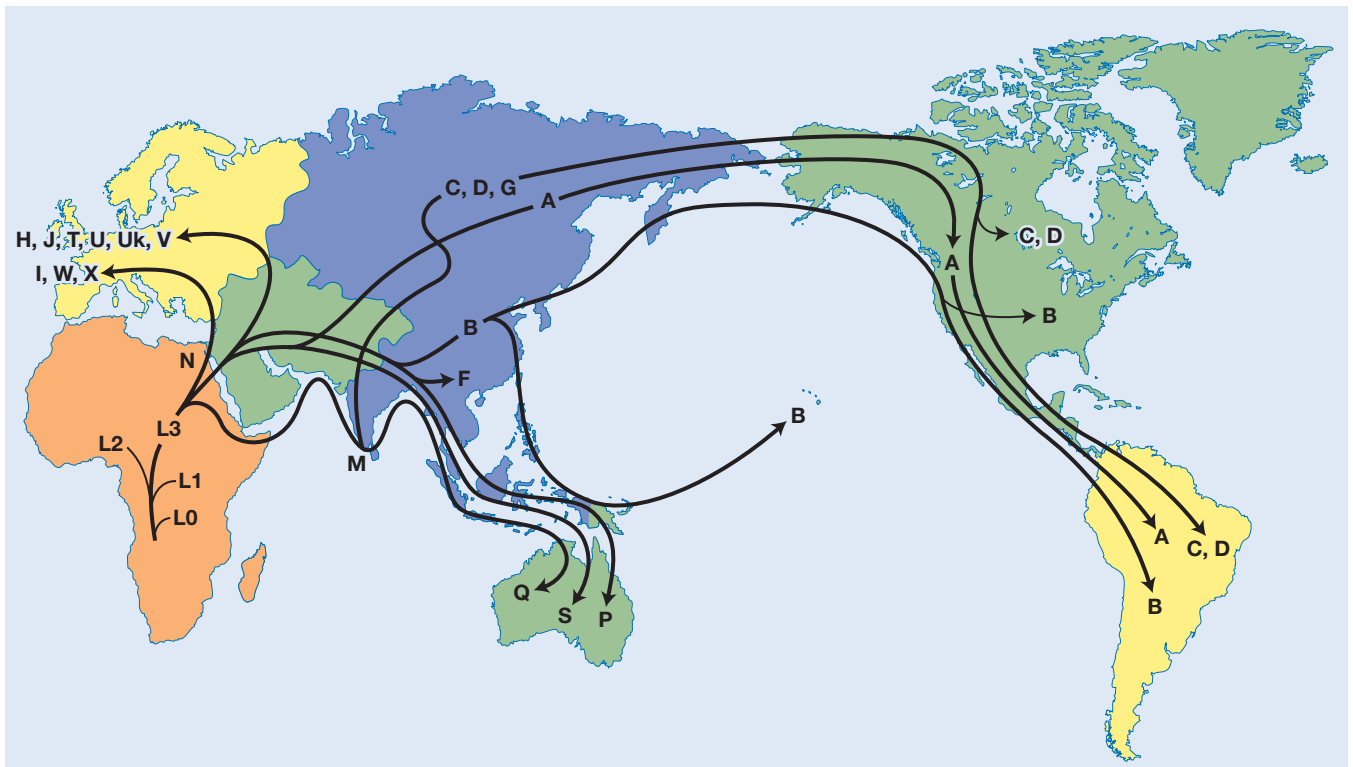 C, D, G
A
H, J, T, U, Uk, V
C, D
I, W, X
A
B
B
N
F
B
L3
L2
M
L1
L0
A
C, D
Q
S
P
B